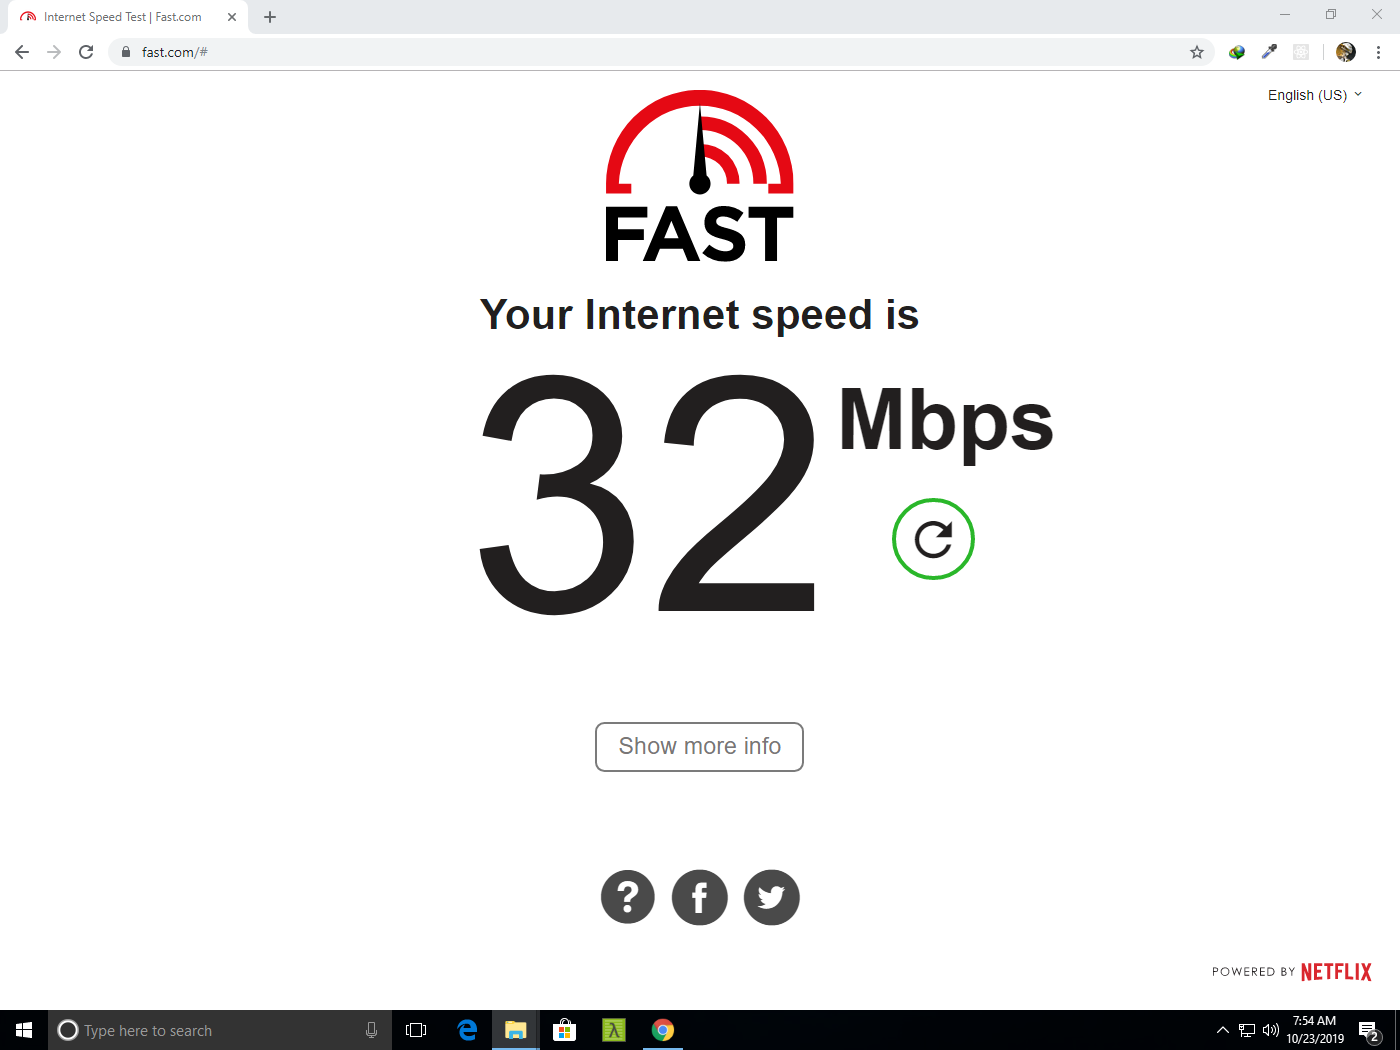 Internet Speed Test | Fast.com
fast.com/#
English (US)
FAST
Your Internet speed is
32 Mbps
Show more info
?
f
POWERED BY NETFLIX
Type here to search
7:54 AM
10/23/2019
2